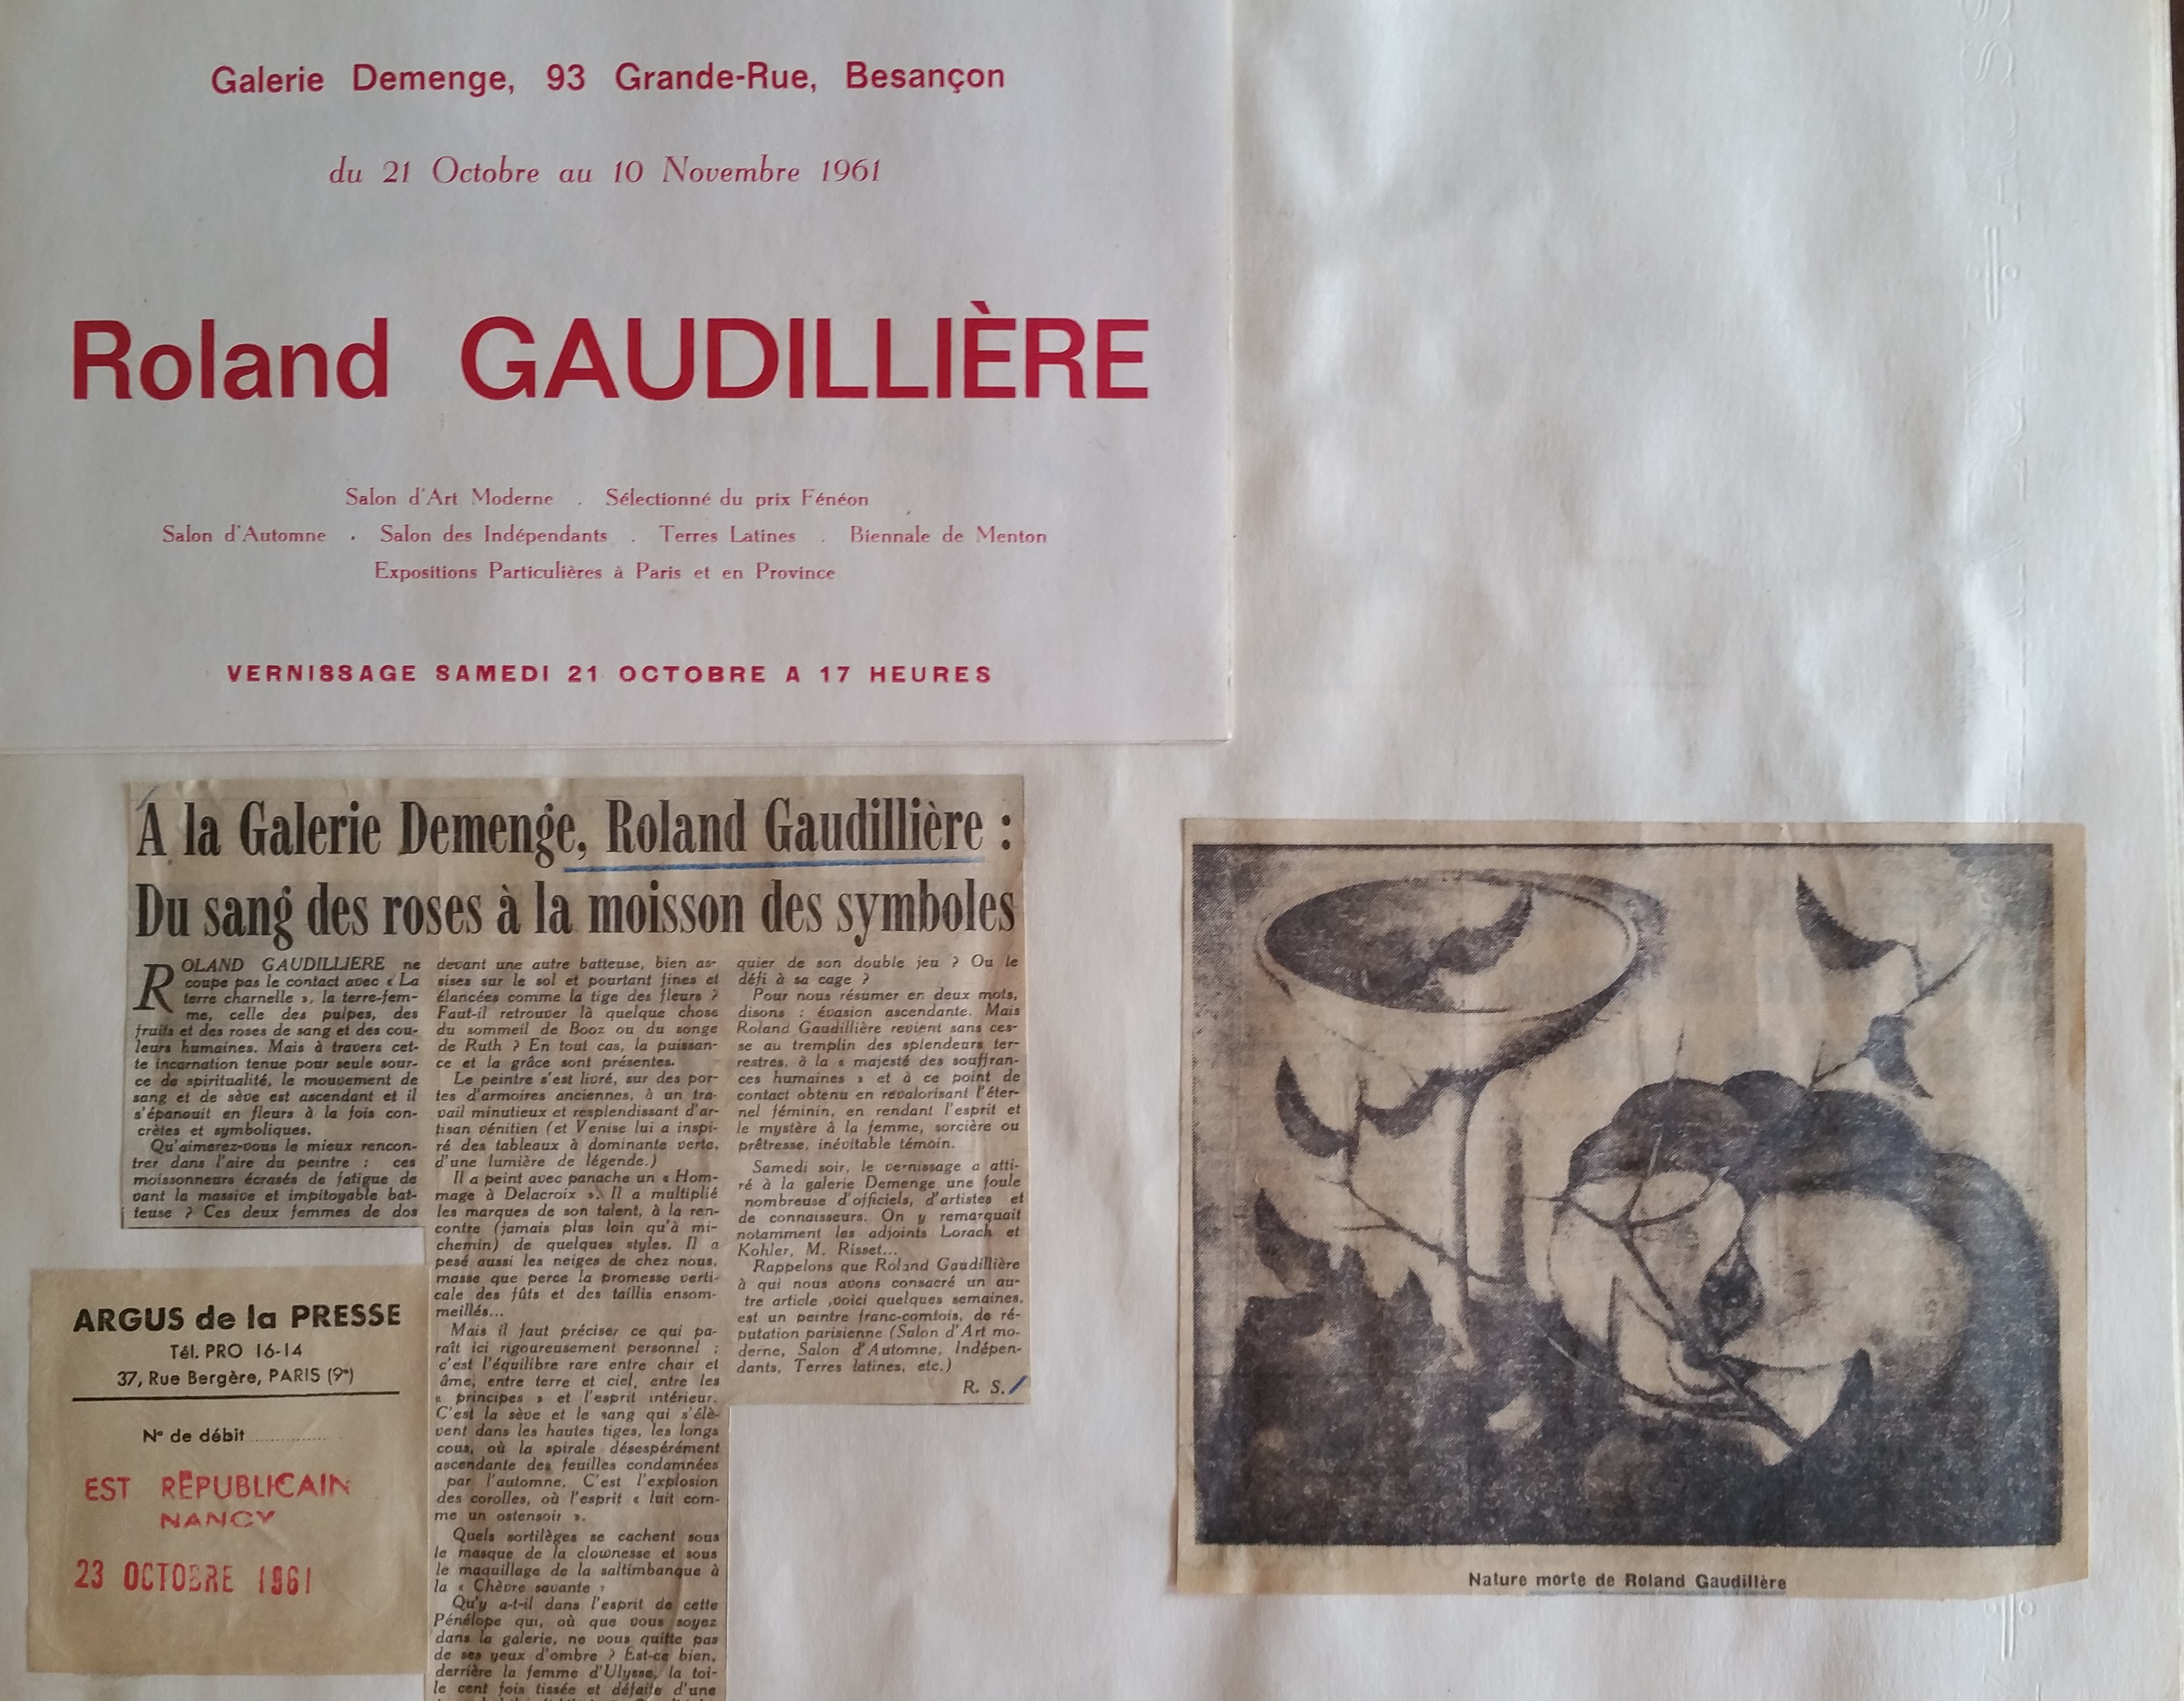 Galerie Demenge, 93 Grande-Rue, Besançon
du 21 Octobre au 10 Novembre 1961
Roland GAUDILLIÈRE
Salon d'Art Moderne . Sélectionné du prix Fénéon
Salon d'Automne . Salon des Indépendants . Terres Latines . Biennale de Menton
Expositions Particulières à Paris et en Province
VERNISSAGE SAMEDI 21 OCTOBRE A 17 HEURES
A la Galerie Demenge, Roland Gaudillière :
Du sang des roses à la moisson des symboles
ROLAND GAUDILLIERE ne
coupe pas le contact avec « La
terre charnelle », la terre-fem-
me, celle des pulpes, des
fruits et des roses de sang et des cou-
leurs humaines. Mais à travers cet-
te incarnation tenue pour seule sour-
ce de spiritualité, le mouvement de
sang et de sève est ascendant et il
s'épanouit en fleurs à la fois con-
crètes et symboliques.
Qu'aimerez-vous le mieux rencon-
trer dans l'aire du peintre : ces
moissonneurs écrasés de fatigue de
vant la massive et impitoyable bat-
teuse ? Ces deux femmes de dos
devant une autre batteuse, bien as-
sises sur le sol et pourtant fines et
élancées comme la tige des fleurs ?
Faut-il retrouver là quelque chose
du sommeil de Booz ou du songe
de Ruth ? En tout cas, la puissan-
ce et la grâce sont présentes.
Le peintre s'est livré, sur des por-
tes d'armoires anciennes, à un tra-
vail minutieux et resplendissant d'ar-
tisan vénitien (et Venise lui a inspi-
ré des tableaux à dominante verte,
d'une lumière de légende.)
Il a peint avec panache un « Hom-
mage à Delacroix ». Il a multiplié
les marques de son talent, à la ren-
contre (jamais plus loin qu'à mi-
chemin) de quelques styles. Il a
pesé aussi les neiges de chez nous,
masse que perce la promesse verti-
cale des fûts et des taillis ensom-
meillés...
Mais il faut préciser ce qui pa-
raît ici rigoureusement personnel ;
c'est l'équilibre rare entre chair et
âme, entre terre et ciel, entre les
« principes » et l'esprit intérieur.
C'est la sève et le sang qui s'élè-
vent dans les hautes tiges, les longs
cous, où la spirale désespérément
ascendante des feuilles condamnées
par l'automne. C'est l'explosion
des corolles, où l'esprit « luit com-
me un ostensoir ».
Quels sortilèges se cachent sous
le masque de la clownesse et sous
le maquillage de la saltimbanque à
la « Chèvre savante ?
Qu'y a-t-il dans l'esprit de cette
Pénélope qui, où que vous soyez
dans la galerie, ne vous quitte pas
de ses yeux d'ombre ? Est-ce bien,
derrière la femme d'Ulysse, la toi-
le cent fois tissée et défaite d'une
quier de son double jeu ? Ou le
défi à sa cage ?
Pour nous résumer en deux mots,
disons : évasion ascendante. Mais
Roland Gaudillière revient sans ces-
se au tremplin des splendeurs ter-
restres, à la « majesté des souffran-
ces humaines » et à ce point de
contact obtenu en revalorisant l'éter-
nel féminin, en rendant l'esprit et
le mystère à la femme, sorcière ou
prêtresse, inévitable témoin.
Samedi soir, le vernissage a atti-
ré à la galerie Demenge une foule
nombreuse d'officiels, d'artistes et
de connaisseurs. On y remarquait
notamment les adjoints Lorach et
Kohler, M. Risset...
Rappelons que Roland Gaudillière
à qui nous avons consacré un au-
tre article ,voici quelques semaines,
est un peintre franc-comtois, de ré-
putation parisienne (Salon d'Art mo-
derne, Salon d'Automne, Indépen-
dants, Terres latines, etc.)
R. S.
ARGUS de la PRESSE
Tél. PRO 16-14
37, Rue Bergère, PARIS (9e)
N° de débit
EST RÉPUBLICAIN
NANCY
23 OCTOBRE 1961
Nature morte de Roland Gaudillère